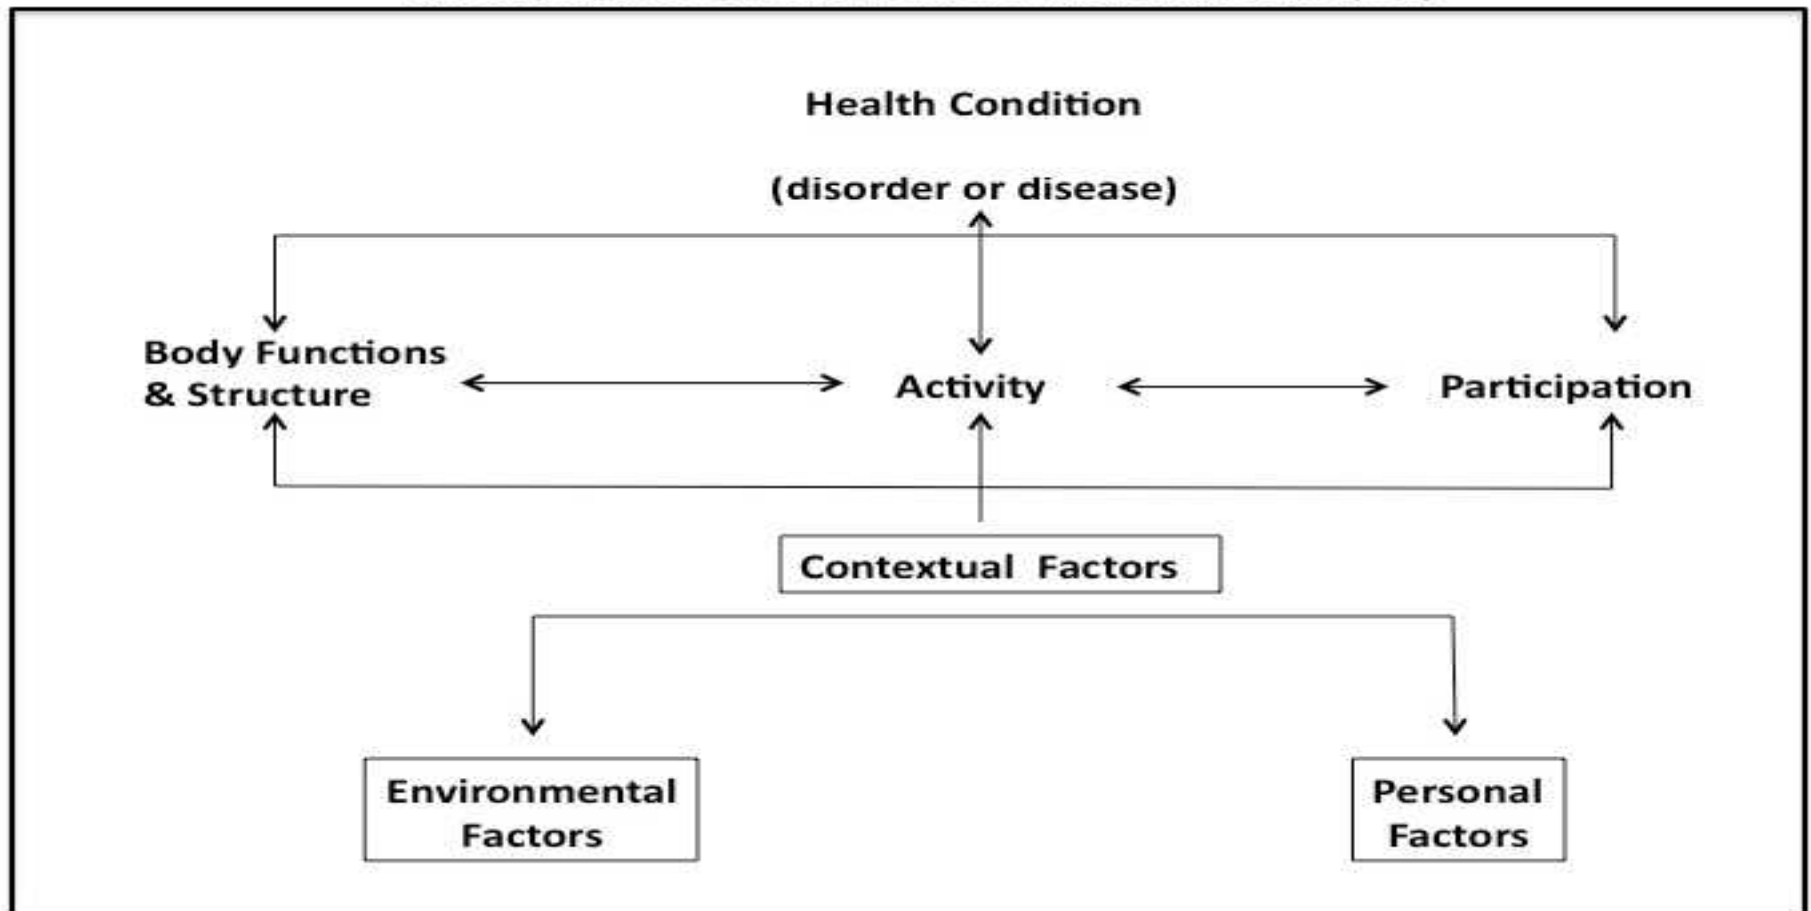 Health Condition
(disorder or disease)
Body Functions
& Structure
Activity
Participation
Contextual Factors
Environmental
Factors
Personal
Factors